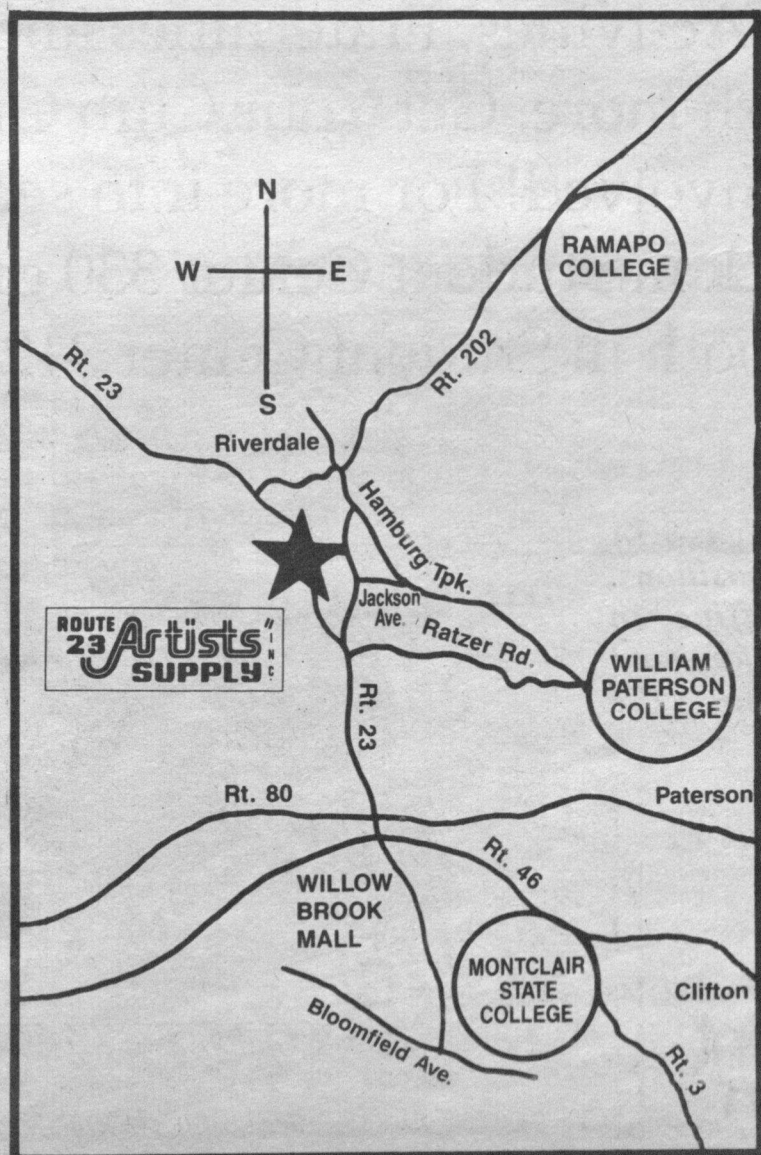 N
W E
S
RAMAPO
COLLEGE
Rt. 23
Rt. 202
Riverdale
Hamburg Tpk.
Jackson
Ave.
Ratzer Rd.
ROUTE
23 Artists
SUPPLY INC.
WILLIAM
PATERSON
COLLEGE
Rt. 23
Rt. 80
Paterson
Rt. 46
WILLOW
BROOK
MALL
MONTCLAIR
STATE
COLLEGE
Clifton
Bloomfield Ave.
Rt. 3